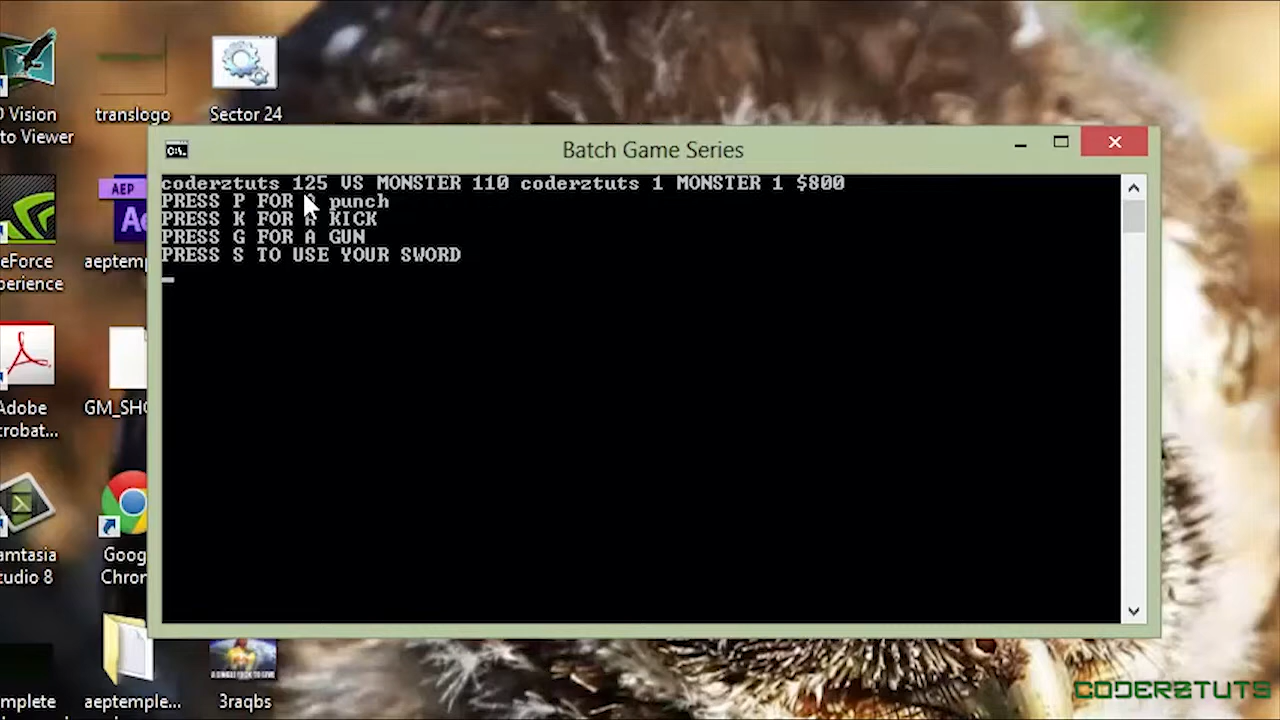 D Vision
to Viewer
translogo
Sector 24
Batch Game Series
coderztuts 125 VS MONSTER 110 coderztuts 1 MONSTER 1 $800
PRESS P FOR punch
PRESS K FOR A KICK
PRESS G FOR A GUN
PRESS S TO USE YOUR SWORD
AEP
Ae
eForce
perience
aeptemp
Adobe
crobat...
GM_SH
amtasia
tudio 8
Goog
Chron
mplete
aeptemple...
3raqbs
CODERZTUTS